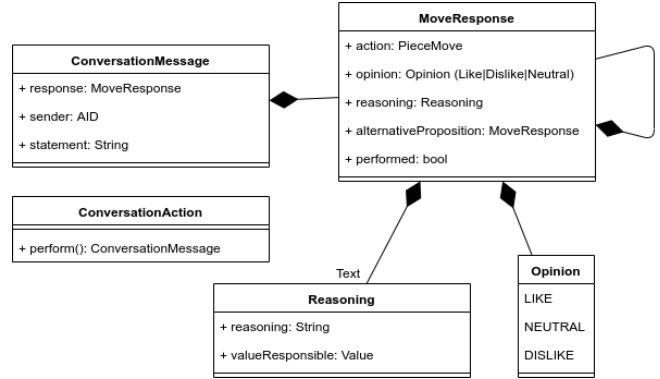 MoveResponse
+ action: PieceMove
+ opinion: Opinion (Like|Dislike|Neutral)
+ reasoning: Reasoning
+ alternativeProposition: MoveResponse
+ performed: bool
ConversationMessage
+ response: MoveResponse
+ sender: AID
+ statement: String
ConversationAction
+ perform(): ConversationMessage
Text
Reasoning
+ reasoning: String
+ valueResponsible: Value
Opinion
LIKE
NEUTRAL
DISLIKE